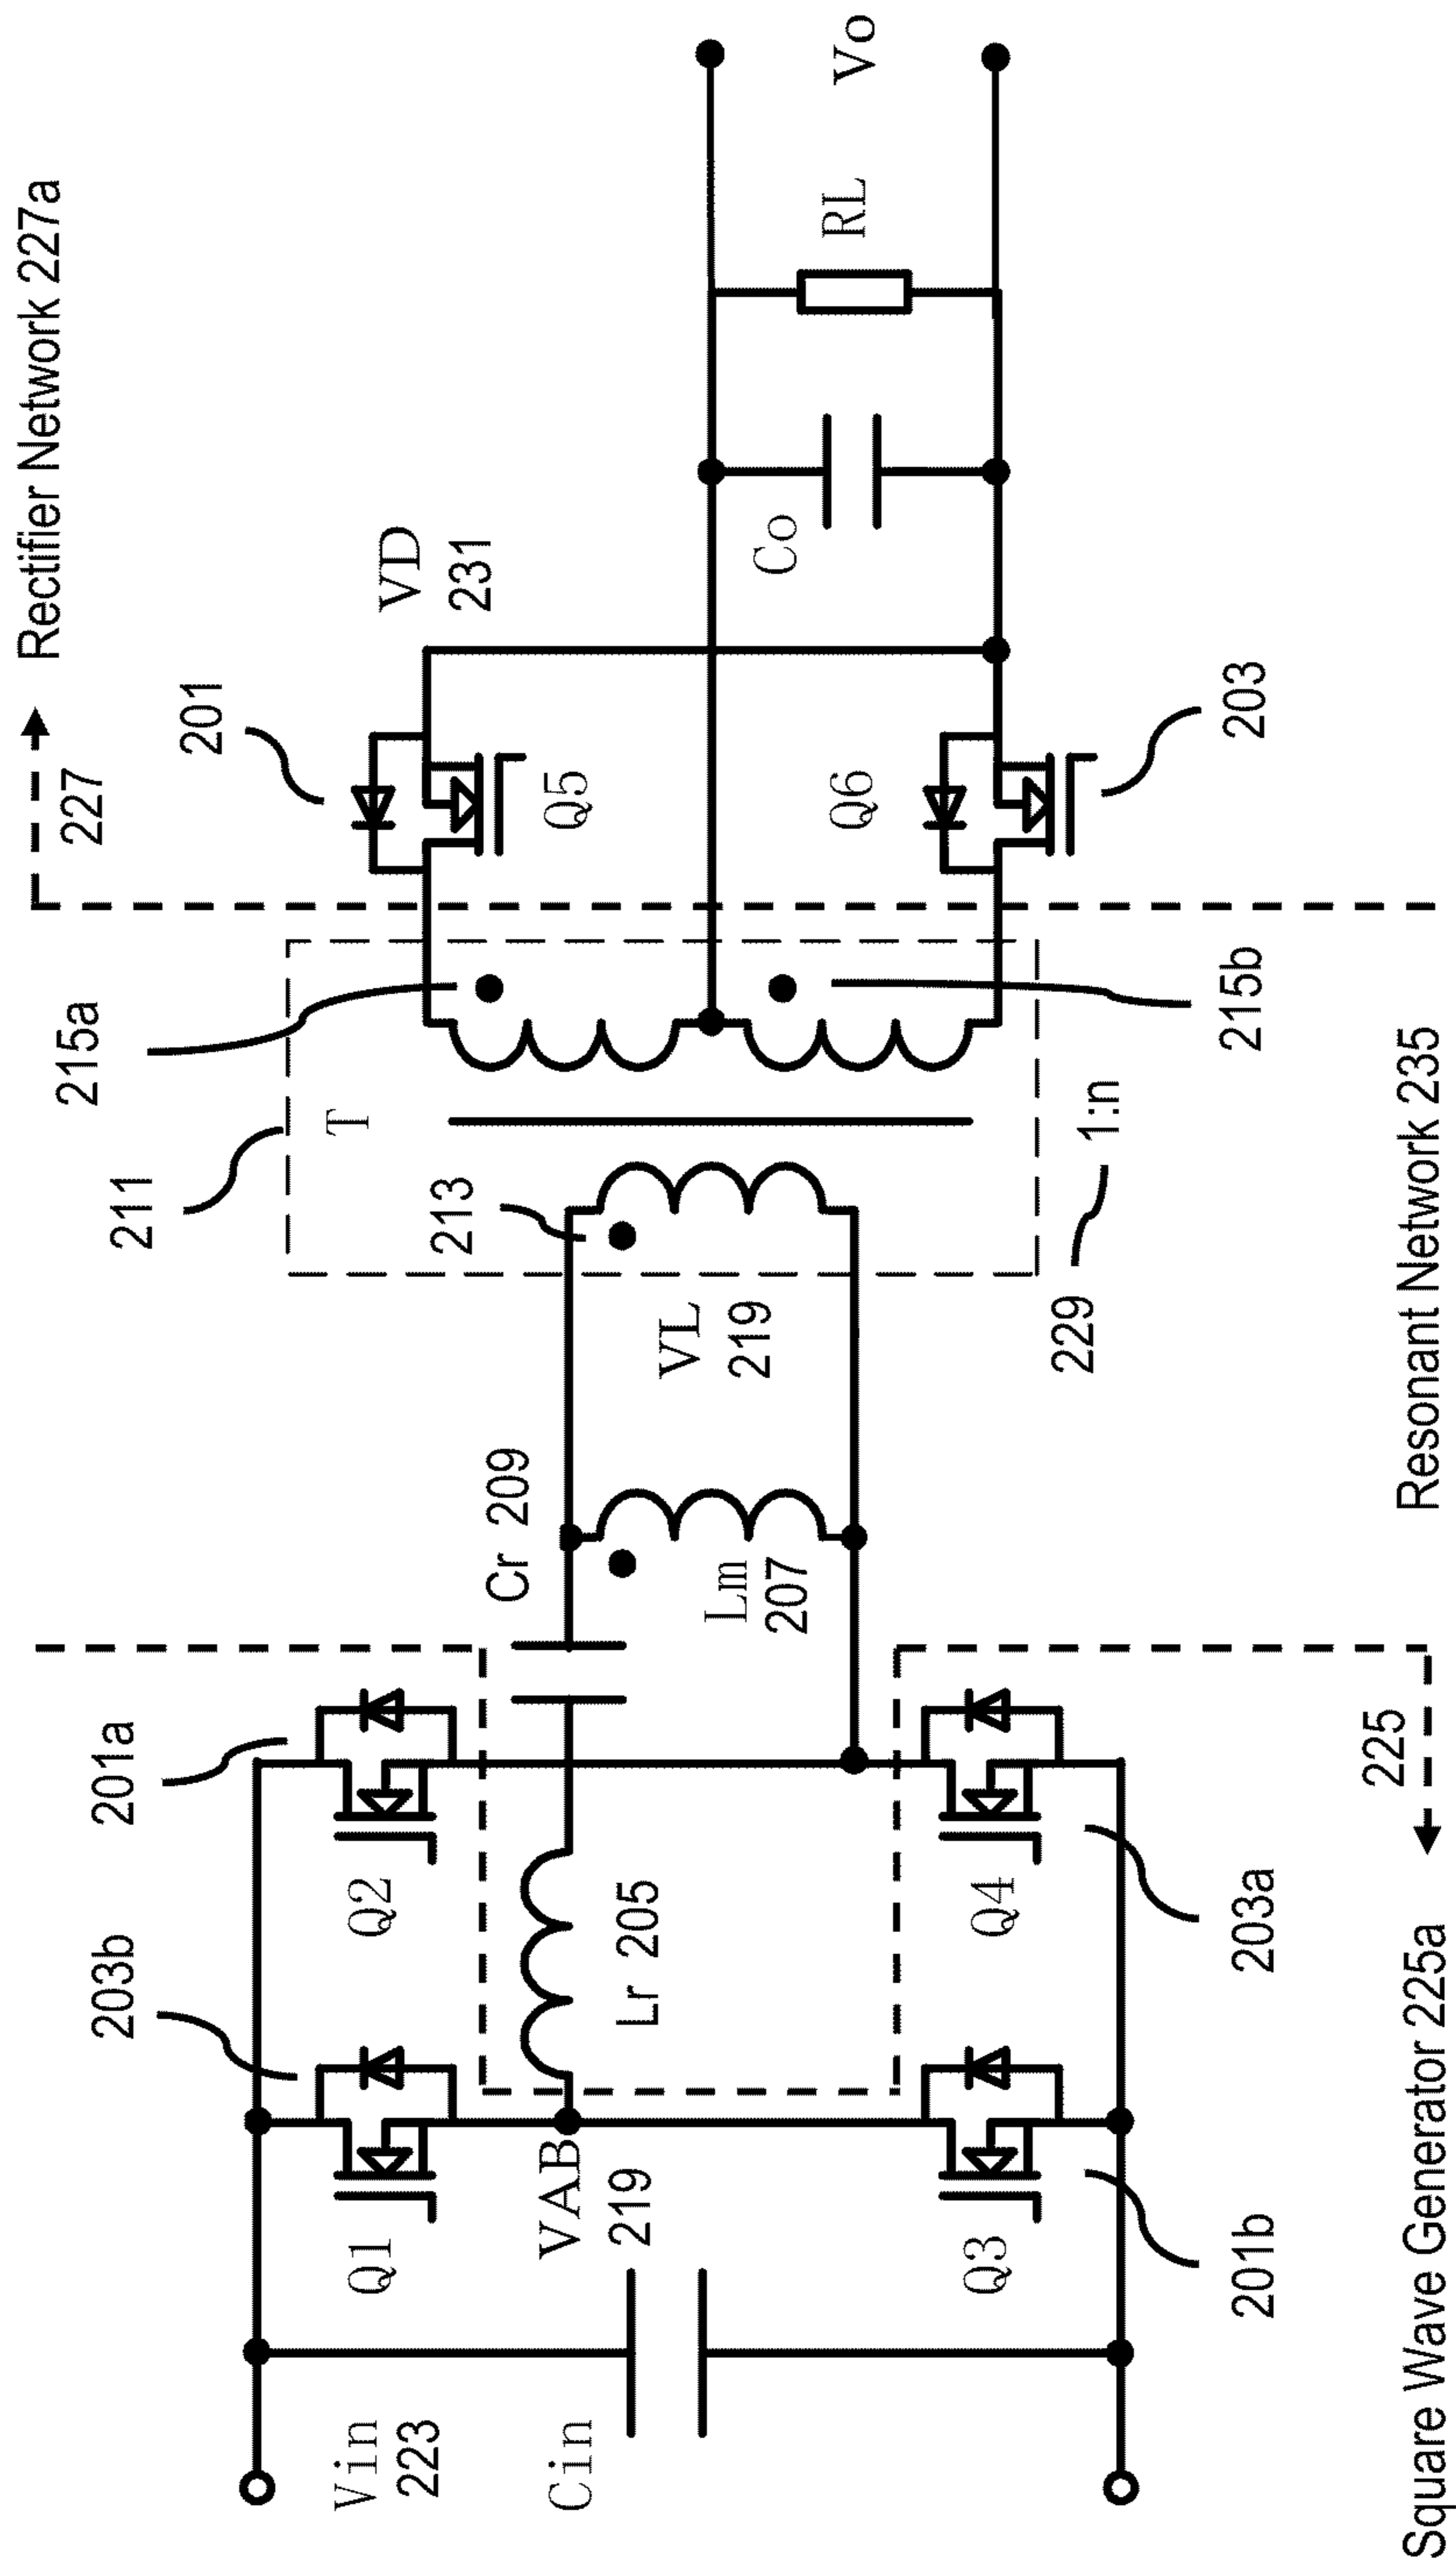 Rectifier Network 227a
227
201
VD
231
Q5
Q6
203
Co
RL
Vo
215a
215b
211
T
213
VL
219
229
1:n
Resonant Network 235
Cr 209
Lm
207
201a
Q2
203b
Q1
Lr 205
VAB
219
Q4
203a
Q3
201b
Vin
223
Cin
225
Square Wave Generator 225a